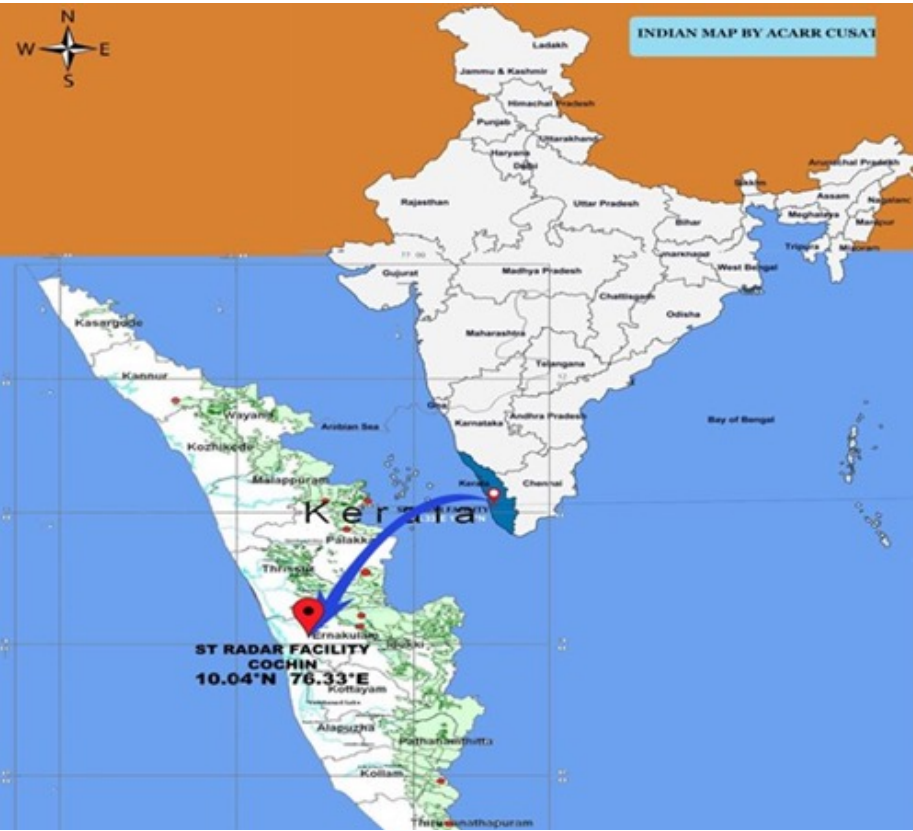 N
W E
S
INDIAN MAP BY ACARR CUSAT
Ladakh
Jammu & Kashmir
Himachal Pradesh
Punjab
Uttarakhand
Haryana
Delhi
Arunachal Pradesh
Sikkim
Assam
Nagaland
Rajasthan
Uttar Pradesh
Meghalaya
Manipur
Bihar
Tripura
Mizoram
West Bengal
Gujurat
Madhya Pradesh
Chattisgarh
Odisha
Maharashtra
Telangana
Goa
Karnataka
Andhra Pradesh
Arabian Sea
Bay of Bengal
Kerala
Chennai
Kasargode
Kannur
Wayana
Kozhikode
Malappuram
Kerala
Palakka
Thrissur
Ernakulam
Idukki
ST RADAR FACILITY
COCHIN
10.04°N 76.33°E
Kottayam
Alapuzha
Pathanamthitta
Kollam